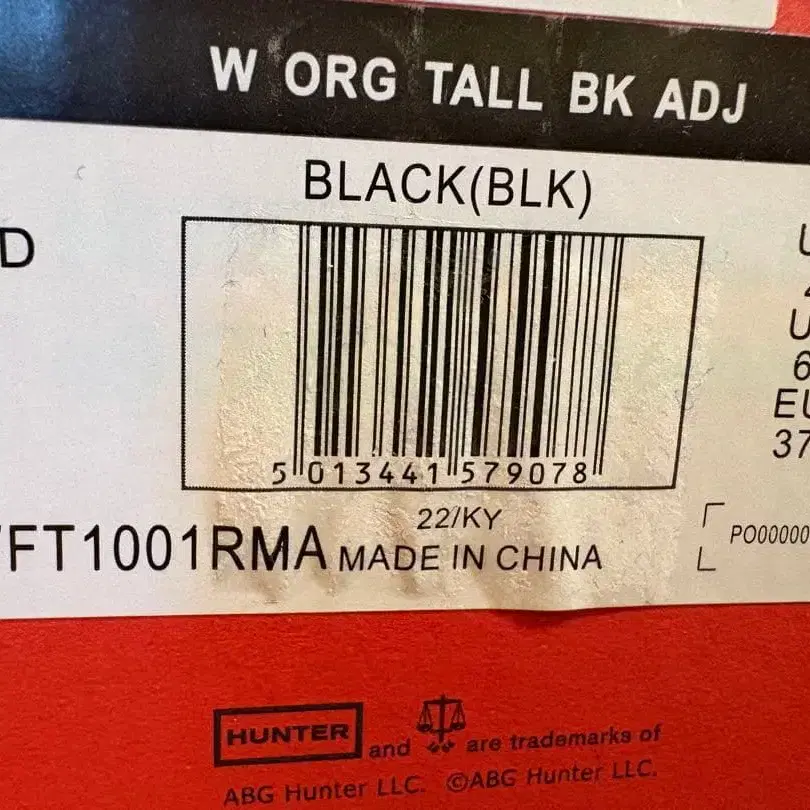 W ORG TALL BK ADJ
BLACK(BLK)
D
5 013441 579078
EU
37
22/KY
FT1001RMA MADE IN CHINA
PO00000
HUNTER and are trademarks of
ABG Hunter LLC. ©ABG Hunter LLC.